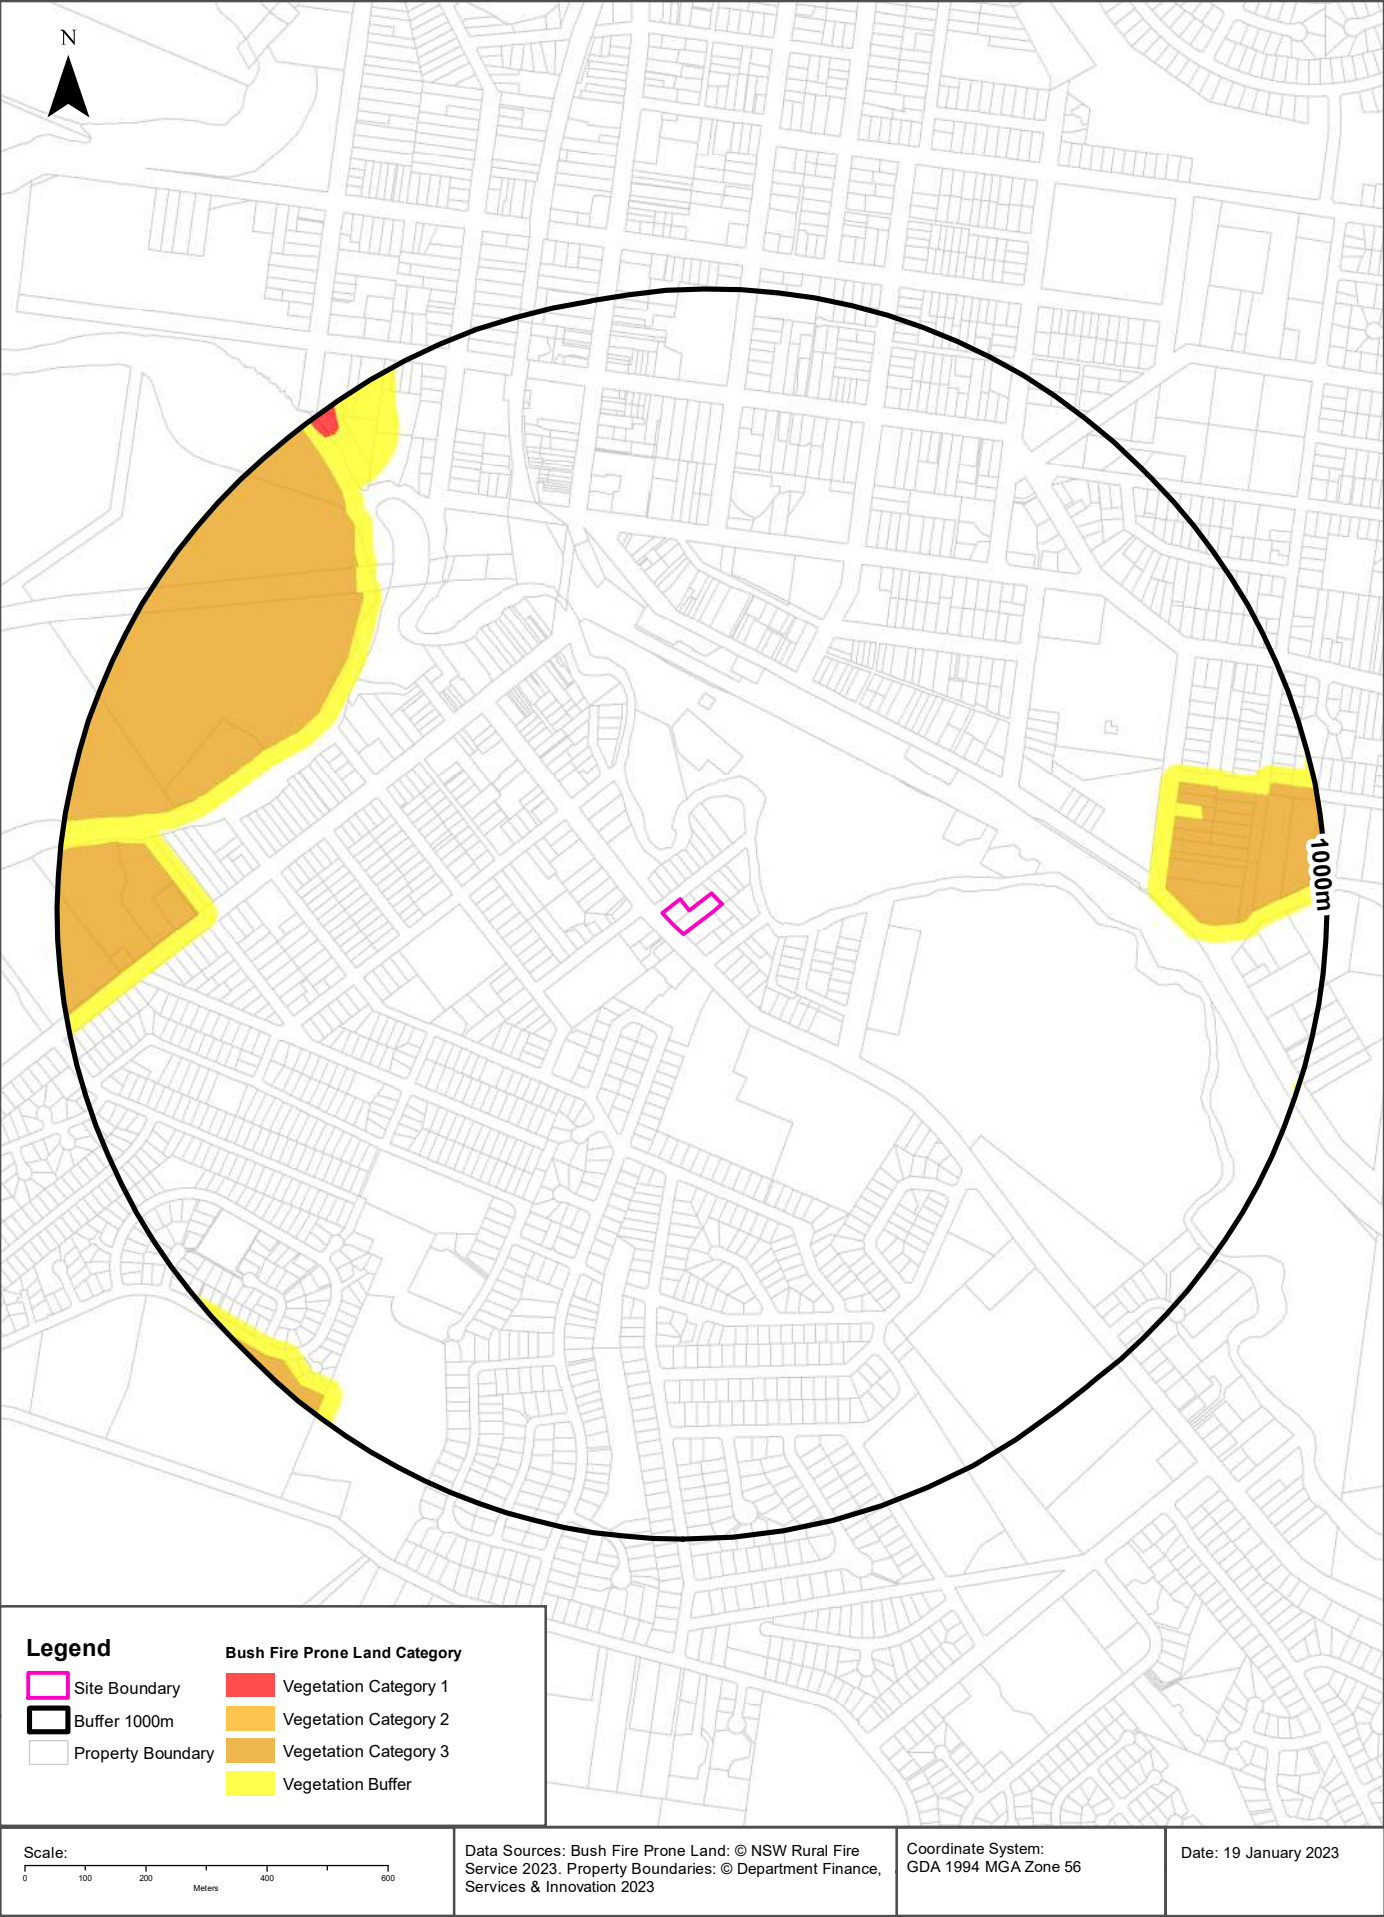 N
1000m
Legend
Site Boundary
Buffer 1000m
Property Boundary
Bush Fire Prone Land Category
Vegetation Category 1
Vegetation Category 2
Vegetation Category 3
Vegetation Buffer
Scale:
0 100 200 400 600
Meters
Data Sources: Bush Fire Prone Land: © NSW Rural Fire
Service 2023. Property Boundaries: © Department Finance,
Services & Innovation 2023
Coordinate System:
GDA 1994 MGA Zone 56
Date: 19 January 2023